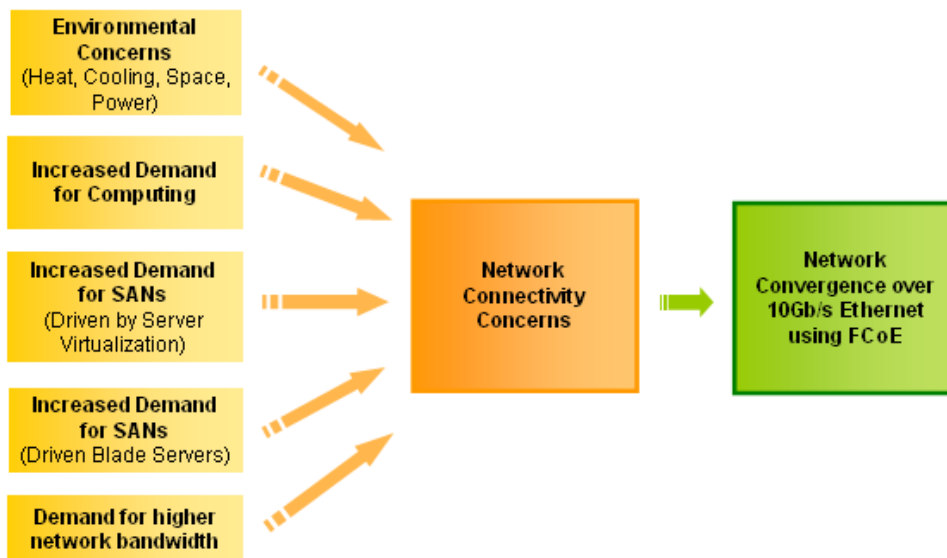 Environmental
Concerns
(Heat, Cooling, Space,
Power)
Increased Demand
for Computing
Increased Demand
for SANs
(Driven by Server
Virtualization)
Increased Demand
for SANs
(Driven Blade Servers)
Demand for higher
network bandwidth
Network
Connectivity
Concerns
Network
Convergence over
10Gb/s Ethernet
using FCoE